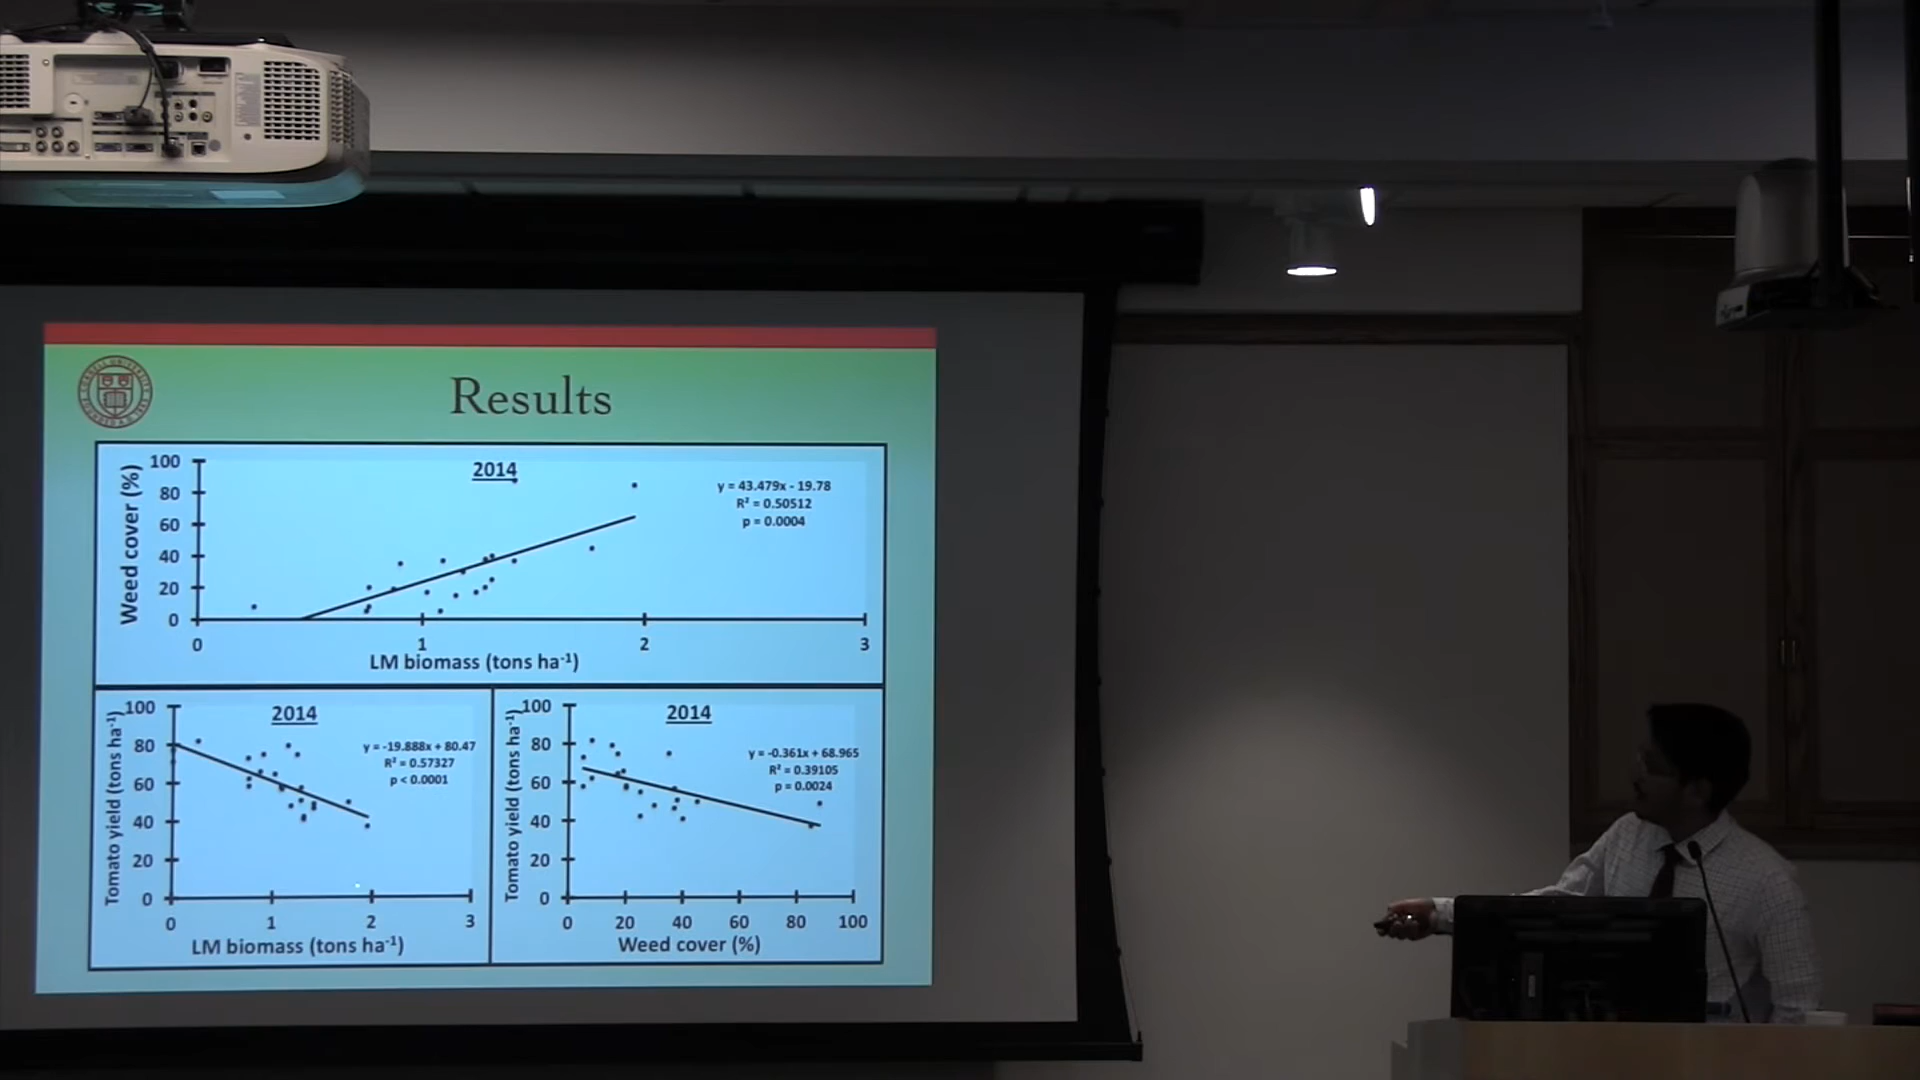 Results
2014
Weed cover (%)
100
80
60
40
20
0
y = 43.479x - 19.78
R² = 0.50512
p = 0.0004
0 1 2 3
LM biomass (tons ha⁻¹)
2014
Tomato yield (tons ha⁻¹)
100
80
60
40
20
0
y = -19.888x + 80.47
R² = 0.57327
p < 0.0001
0 1 2 3
LM biomass (tons ha⁻¹)
2014
Tomato yield (tons ha⁻¹)
100
80
60
40
20
0
y = -0.361x + 68.965
R² = 0.39105
p = 0.0024
0 20 40 60 80 100
Weed cover (%)